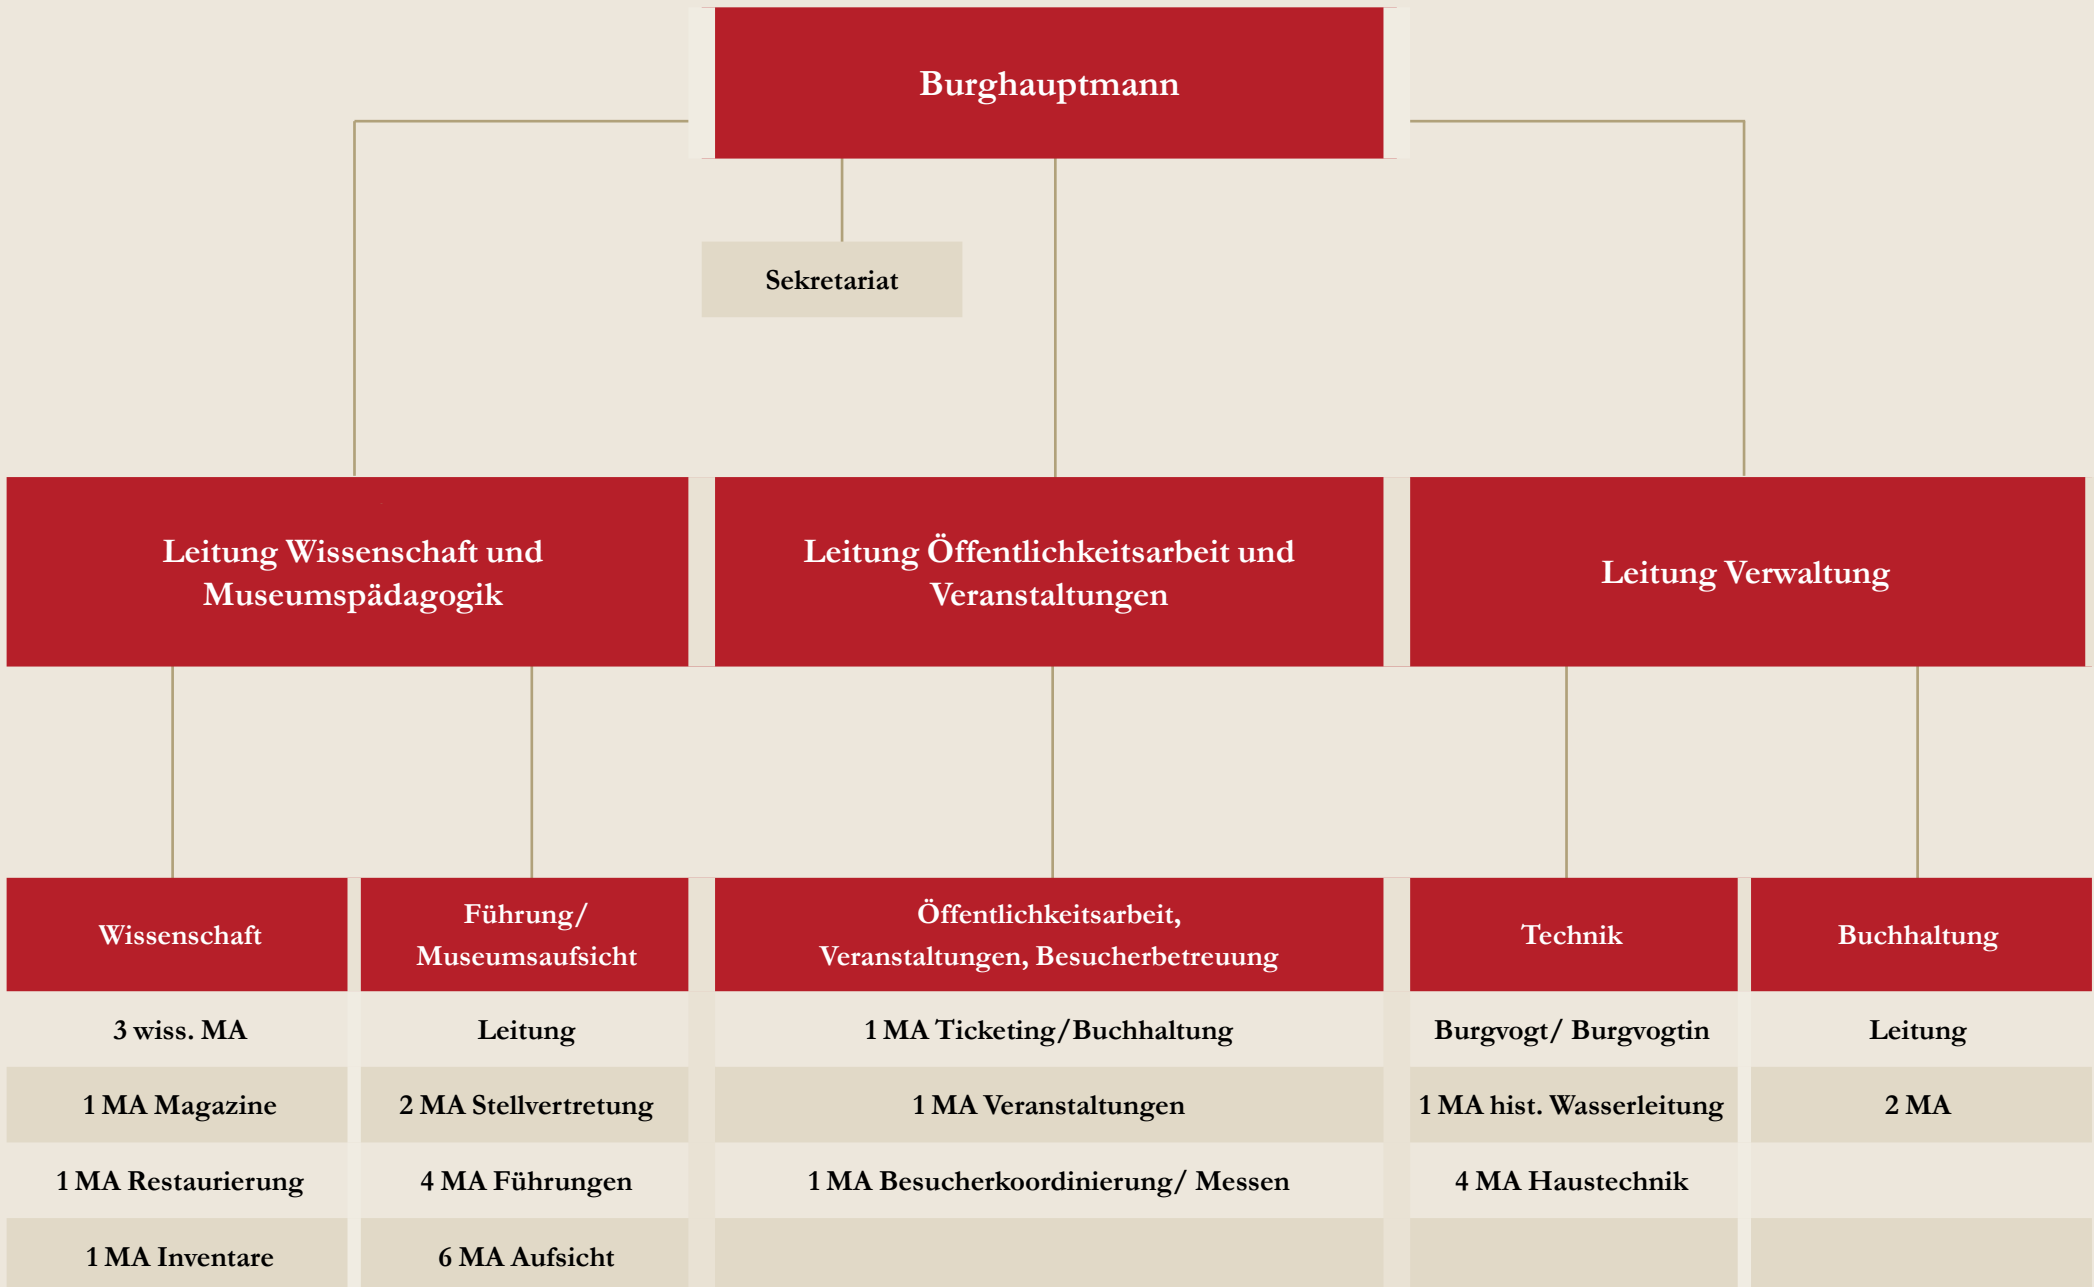 Burghauptmann
Sekretariat
Leitung Wissenschaft und
Museumspädagogik
Leitung Öffentlichkeitsarbeit und
Veranstaltungen
Leitung Verwaltung
Wissenschaft
Führung/
Museumsaufsicht
Öffentlichkeitsarbeit,
Veranstaltungen, Besucherbetreuung
Technik
Buchhaltung
3 wiss. MA
Leitung
1 MA Ticketing/Buchhaltung
Burgvogt/ Burgvogtin
Leitung
1 MA Magazine
2 MA Stellvertretung
1 MA Veranstaltungen
1 MA hist. Wasserleitung
2 MA
1 MA Restaurierung
4 MA Führungen
1 MA Besucherkoordinierung/ Messen
4 MA Haustechnik
1 MA Inventare
6 MA Aufsicht